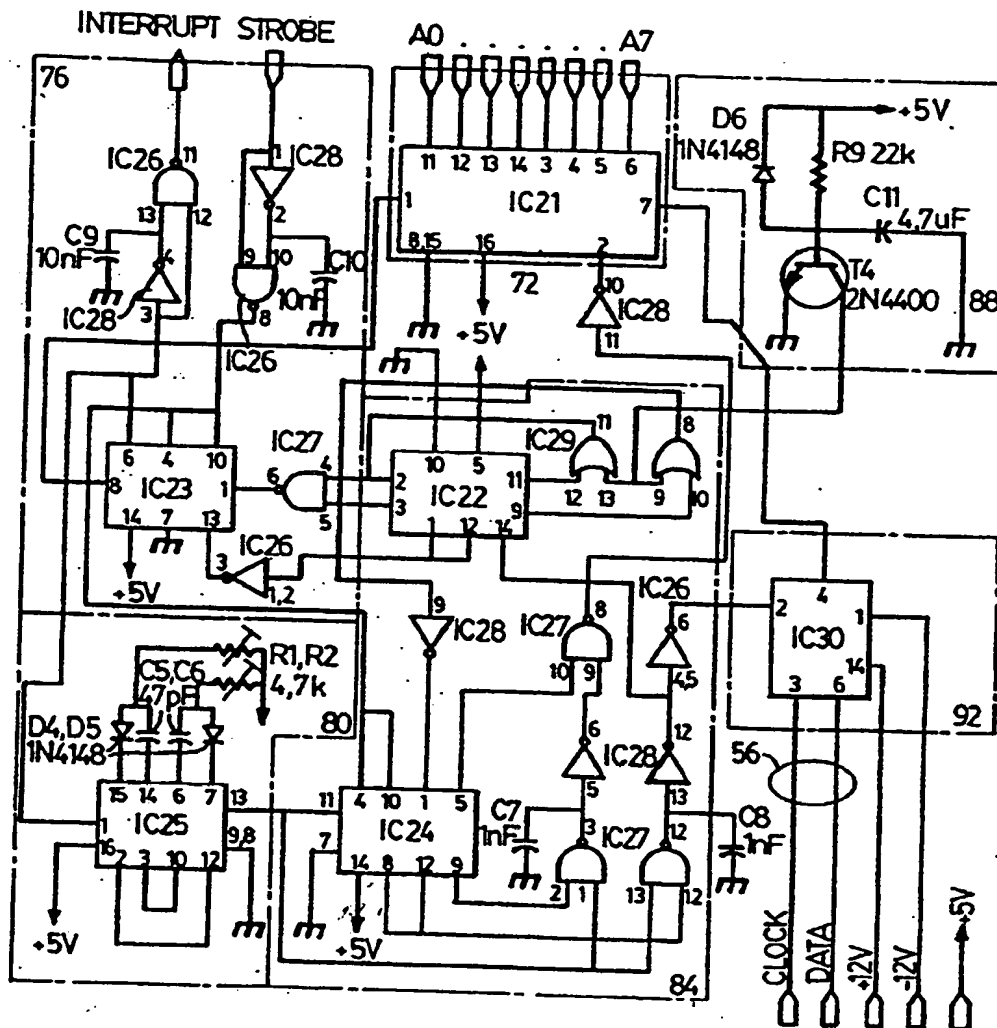 INTERRUPT STROBE
A0 . . . . . . A7
76
+5V
D6
1N4148
R9 22k
C11
4,7uF
T4
2N4400
88
IC26
11
13
12
1
IC28
2
C9
10nF
4
IC28
3
9
10
C10
10nF
8
IC26
11
12
13
14
3
4
5
6
1
IC21
7
8,15
16
2
72
+5V
10
IC28
11
6
4
10
8
IC23
1
14
7
13
+5V
IC27
6
4
5
IC26
3
1,2
10
5
2
IC22
11
3
9
1
12
14
IC29
11
12
13
8
9
10
9
IC28
IC27
8
10
9
IC26
6
4,5
2
4
IC30
1
14
3
6
92
R1,R2
4,7k
C5,C6
47pF
D4,D5
1N4148
80
15
14
6
7
13
1
IC25
16
9,8
2
3
10
12
+5V
11
4
10
1
5
7
IC24
14
8
12
9
+5V
6
IC28
5
12
13
C7
1nF
3
IC27
2
1
12
13
12
C8
1nF
84
56
CLOCK
DATA
+12V
-12V
+5V